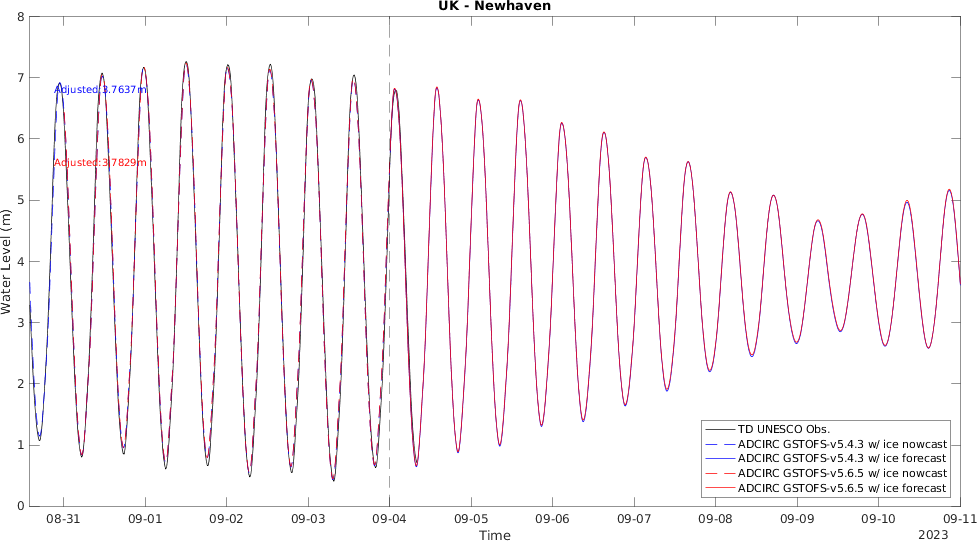 UK - Newhaven
8
7
6
5
4
3
2
1
0
Water Level (m)
Adjusted:3.7637m
Adjusted:3.7829m
TD UNESCO Obs.
ADCIRC GSTOFS-v5.4.3 w/ ice nowcast
ADCIRC GSTOFS-v5.4.3 w/ ice forecast
ADCIRC GSTOFS-v5.6.5 w/ ice nowcast
ADCIRC GSTOFS-v5.6.5 w/ ice forecast
08-31 09-01 09-02 09-03 09-04 09-05 09-06 09-07 09-08 09-09 09-10 09-11
Time
2023